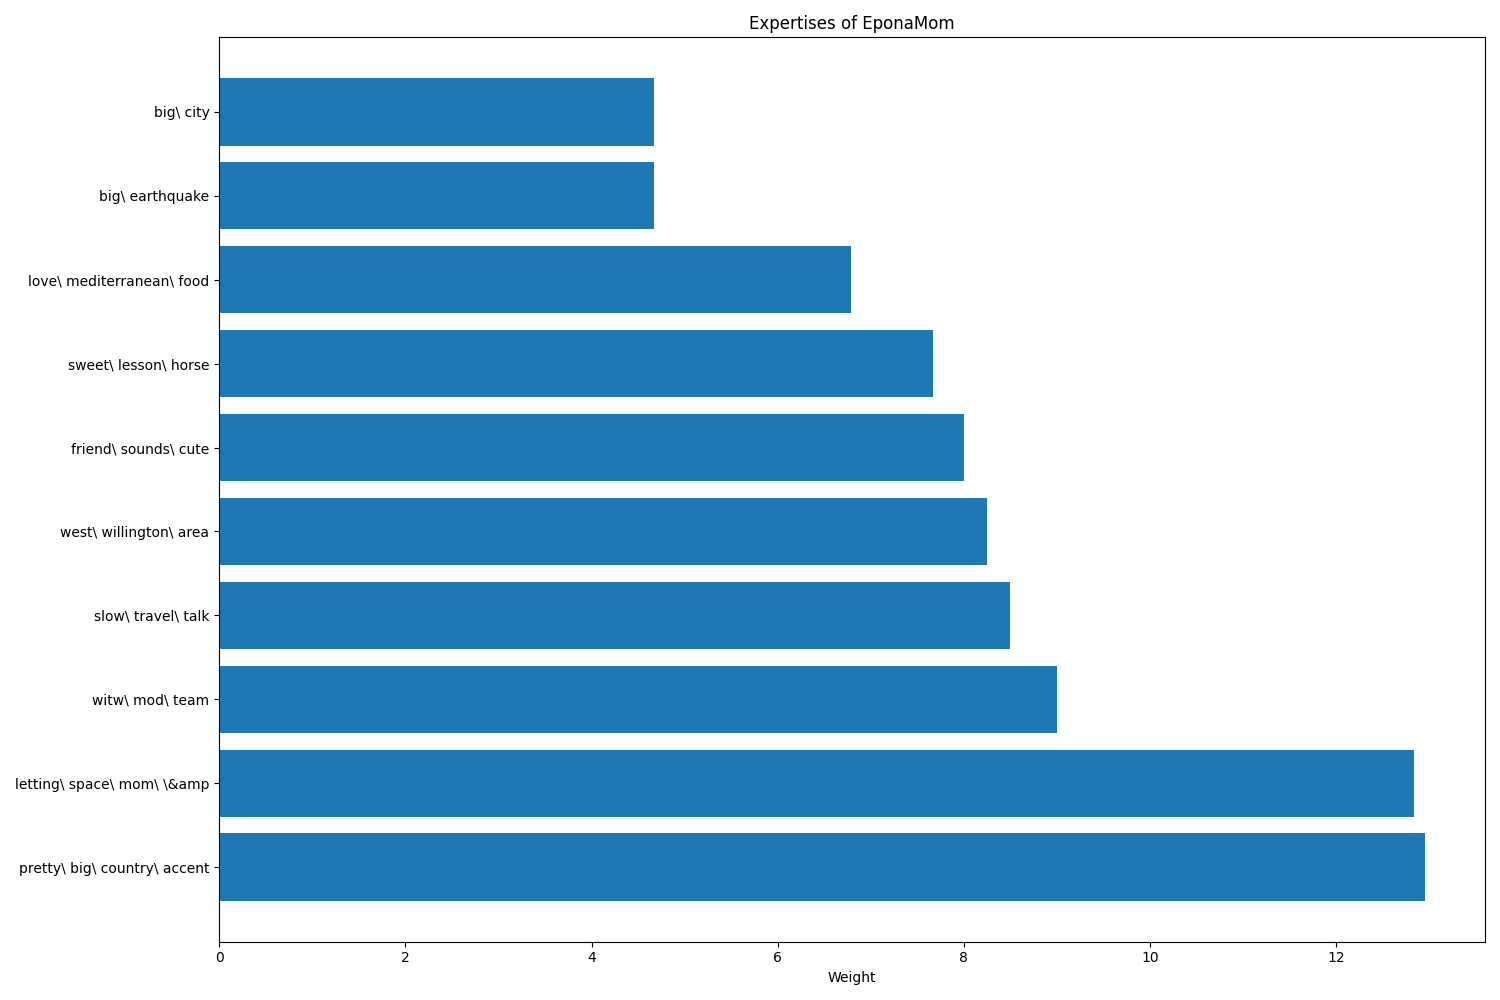 Expertises of EponaMom
big\ city
big\ earthquake
love\ mediterranean\ food
sweet\ lesson\ horse
friend\ sounds\ cute
west\ willington\ area
slow\ travel\ talk
witw\ mod\ team
letting\ space\ mom\ \&amp
pretty\ big\ country\ accent
0 2 4 6 8 10 12
Weight